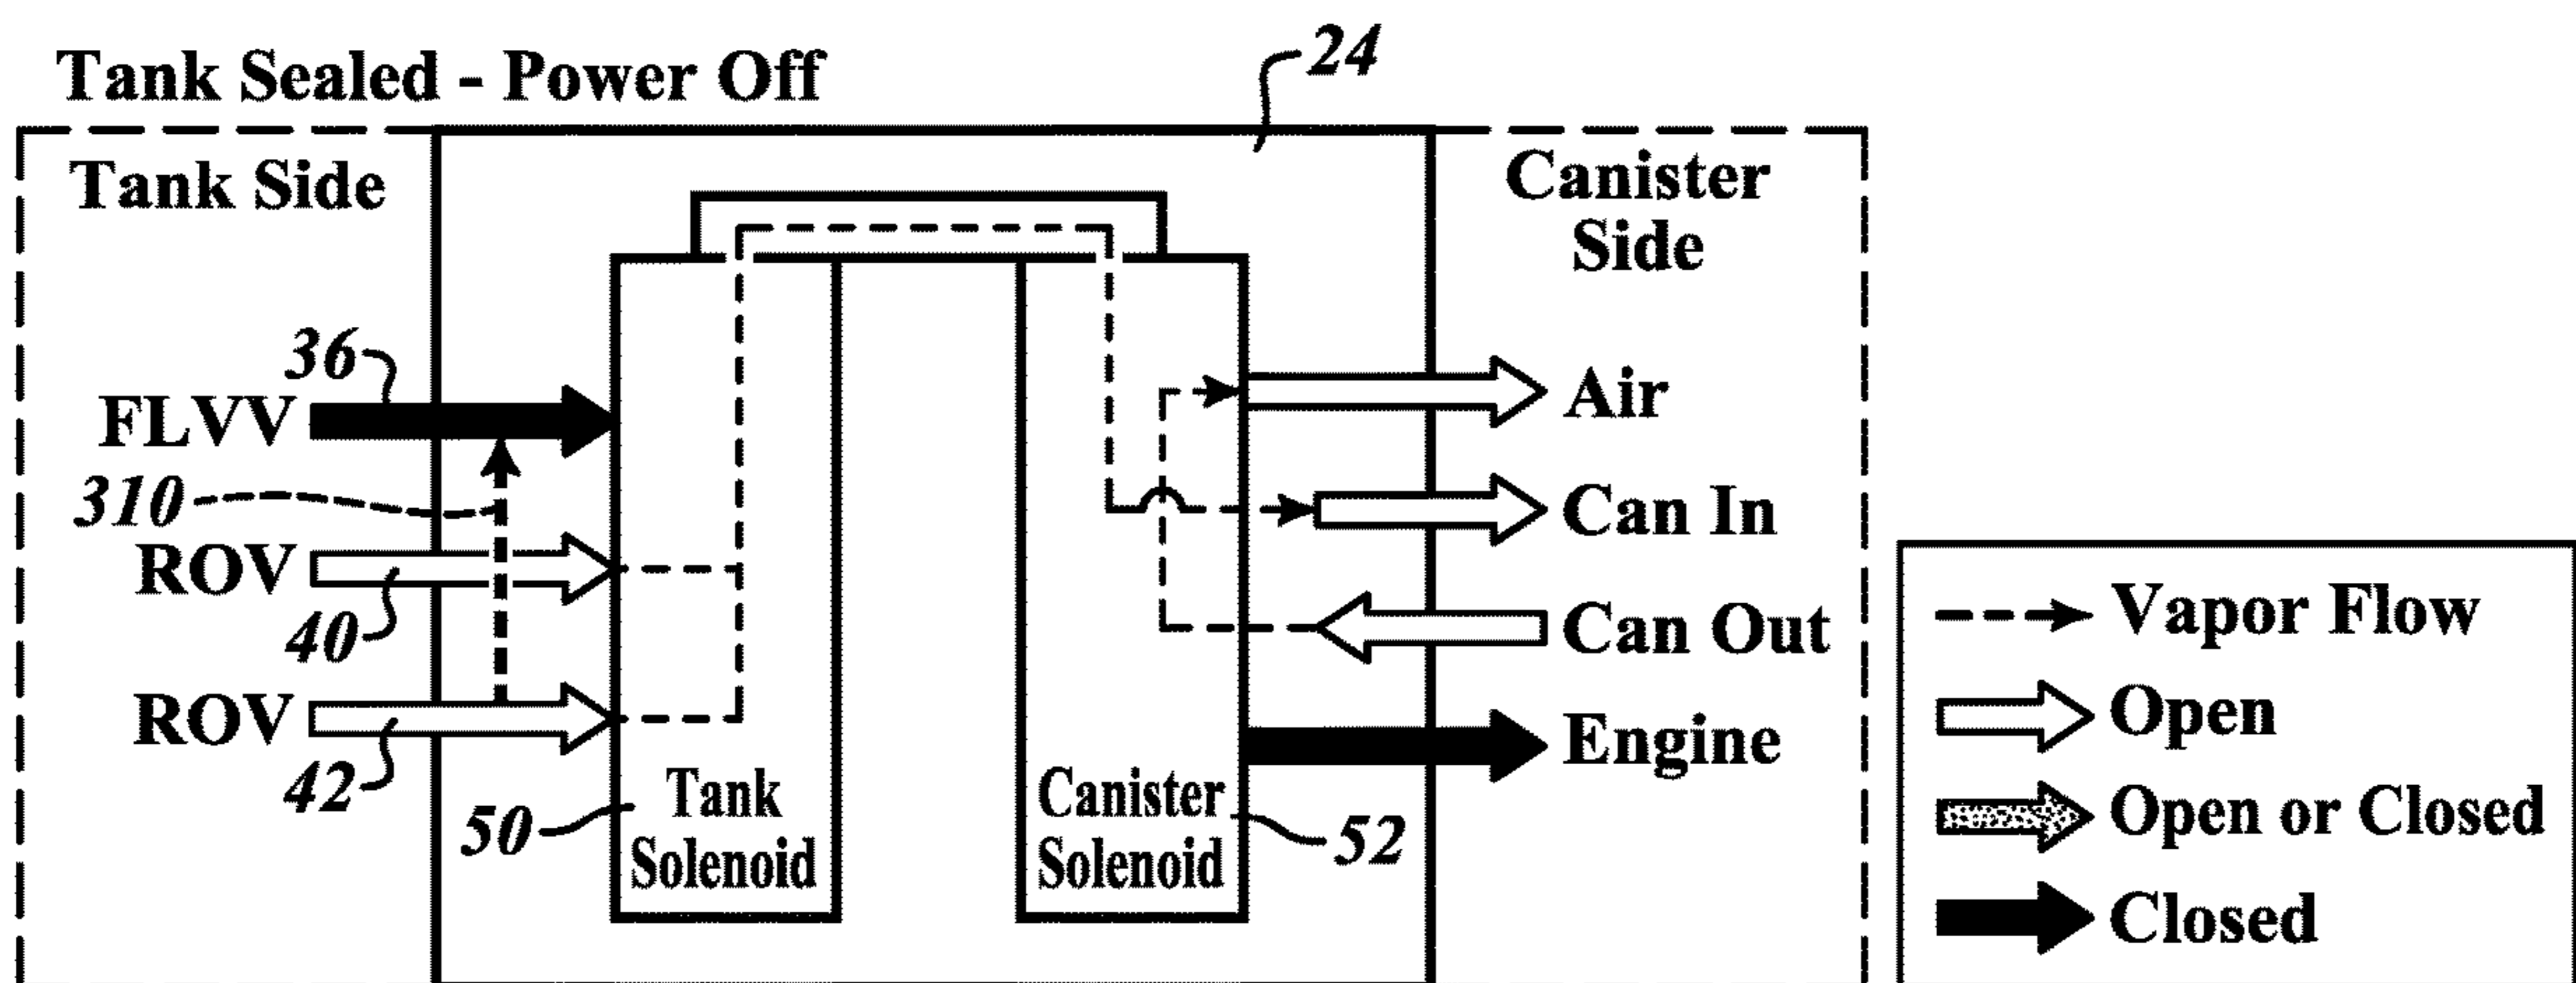 24
Tank Sealed - Power Off
Tank Side
Canister
Side
36
FLVV
310
ROV
40
ROV
42
50
Tank
Solenoid
Canister
Solenoid
52
Air
Can In
Can Out
Engine
Vapor Flow
Open
Open or Closed
Closed